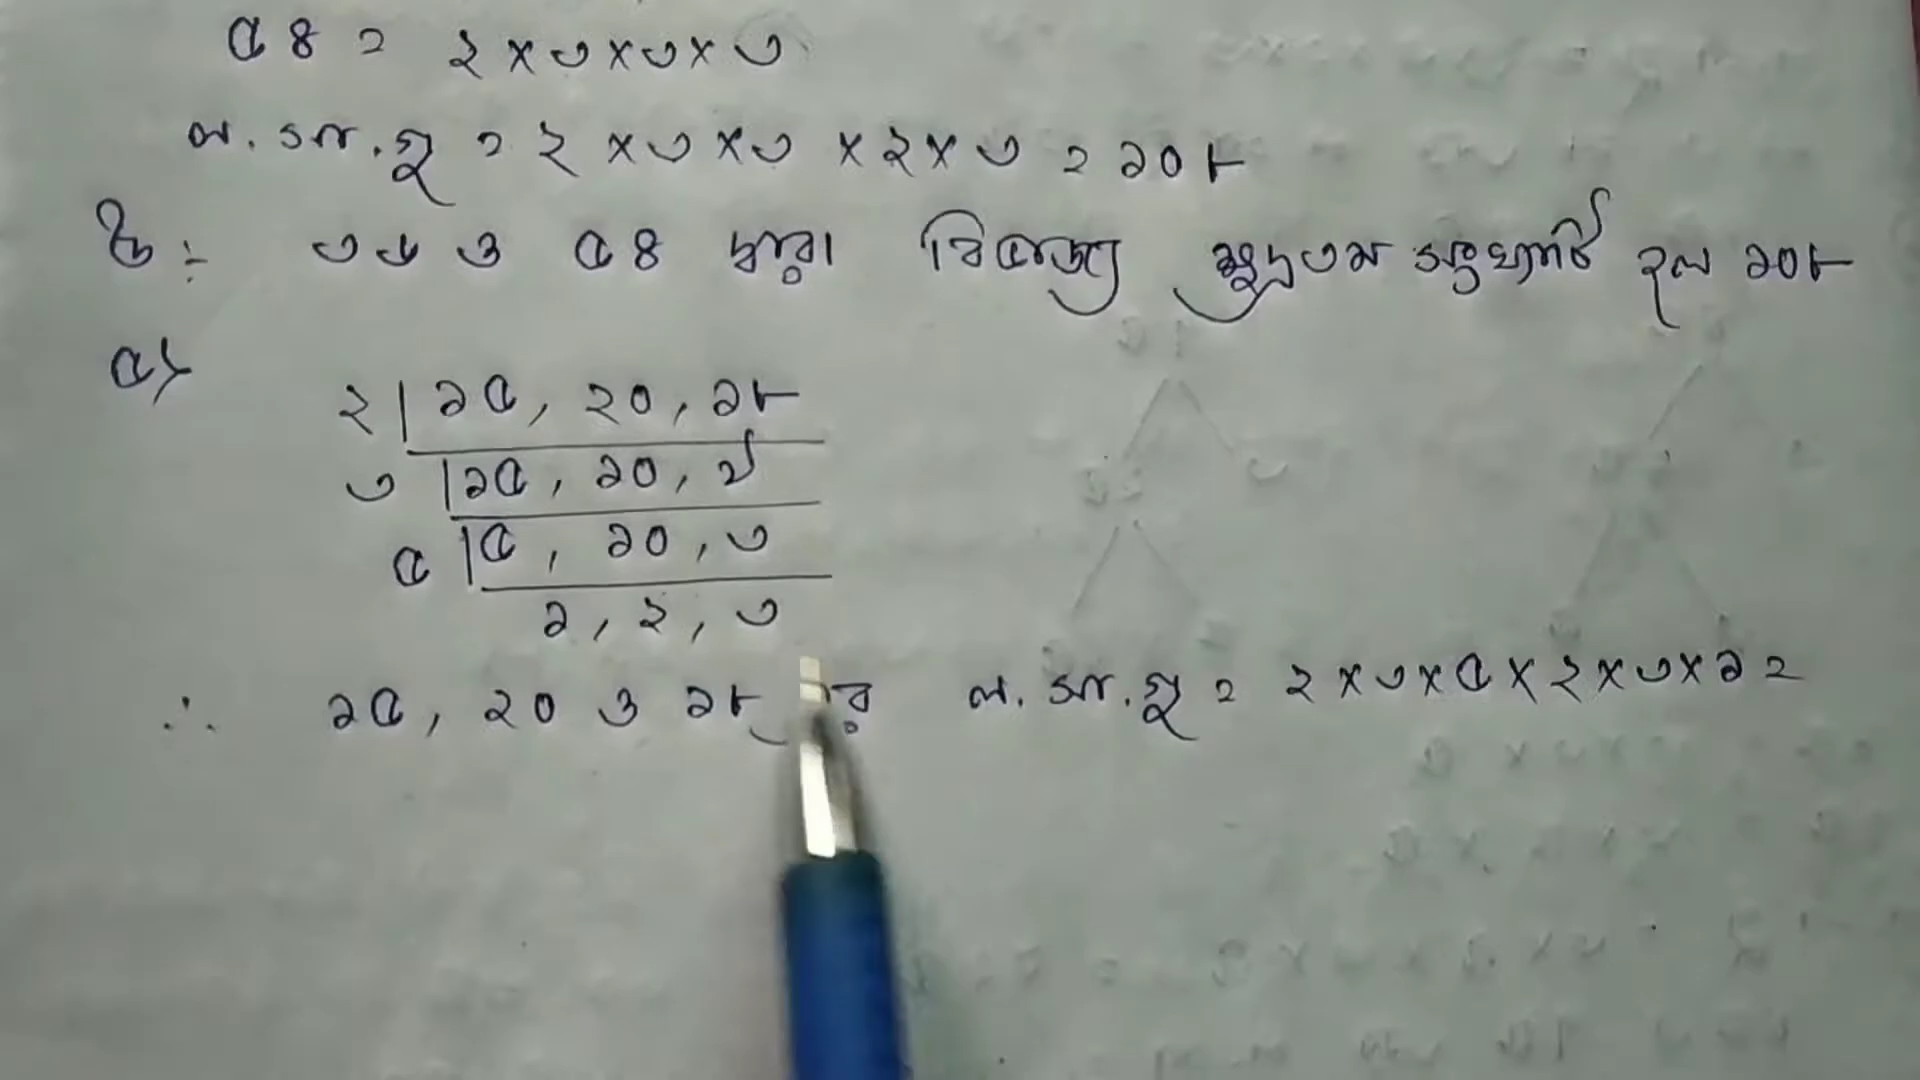 ৫৪ = ২×৩×৩×৩
ল.সা.গু = ২×৩×৩×২×৩ = ১০৮
উঃ- ৩৬ ও ৫৪ দ্বারা বিভাজ্য ক্ষুদ্রতম সংখ্যাটি হল ১০৮
৫)
২|১৫, ২০, ১৮
৩|১৫, ১০, ৯
৫|৫, ১০, ৩
১, ২, ৩
∴ ১৫, ২০ ও ১৮ এর ল.সা.গু = ২×৩×৫×২×৩×১ =